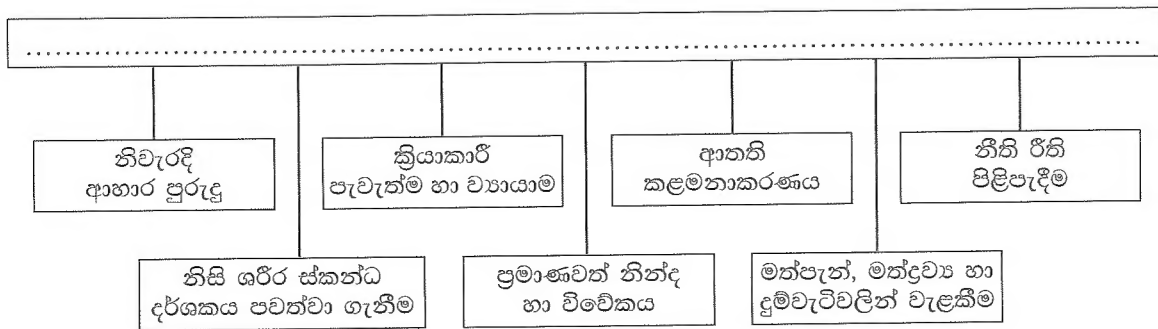 ................................................................................
නිවැරදි
ආහාර පුරුදු
ක්‍රියාකාරී
පැවැත්ම හා ව්‍යායාම
ආතති
කළමනාකරණය
නීති රීති
පිළිපැදීම
නිසි ශරීර ස්කන්ධ
දර්ශකය පවත්වා ගැනීම
ප්‍රමාණවත් නින්ද
හා විවේකය
මත්පැන්, මත්ද්‍රව්‍ය හා
දුම්වැටිවලින් වැළකීම